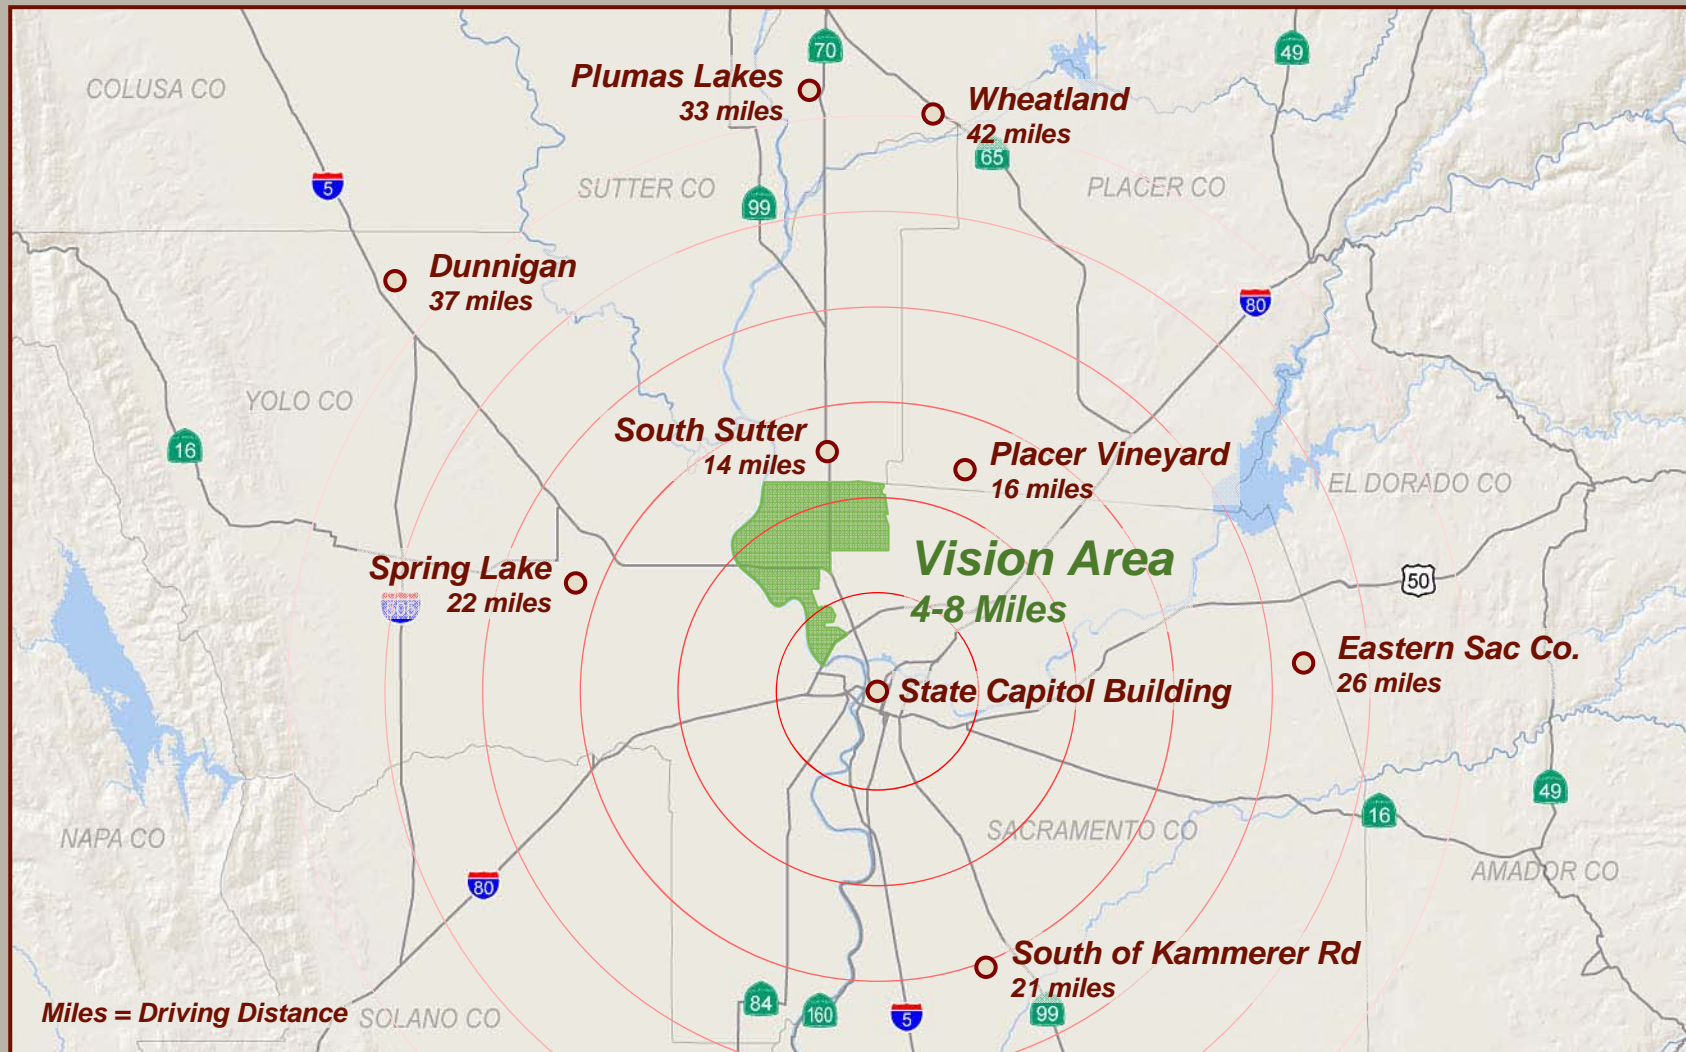 70
49
Plumas Lakes
33 miles
COLUSA CO
Wheatland
42 miles
65
5
SUTTER CO
PLACER CO
99
Dunnigan
37 miles
80
YOLO CO
16
South Sutter
14 miles
Placer Vineyard
16 miles
EL DORADO CO
Vision Area
4-8 Miles
Spring Lake
22 miles
505
50
Eastern Sac Co.
26 miles
State Capitol Building
49
16
SACRAMENTO CO
NAPA CO
AMADOR CO
80
South of Kammerer Rd
21 miles
84
160
5
99
Miles = Driving Distance
SOLANO CO